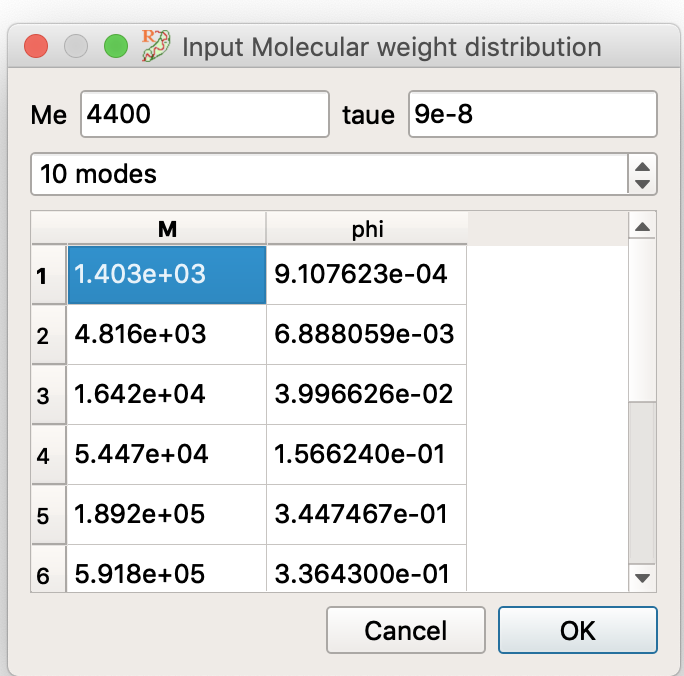 Input Molecular weight distribution
Me 4400 taue 9e-8
10 modes
M phi
1 1.403e+03 9.107623e-04
2 4.816e+03 6.888059e-03
3 1.642e+04 3.996626e-02
4 5.447e+04 1.566240e-01
5 1.892e+05 3.447467e-01
6 5.918e+05 3.364300e-01
Cancel OK